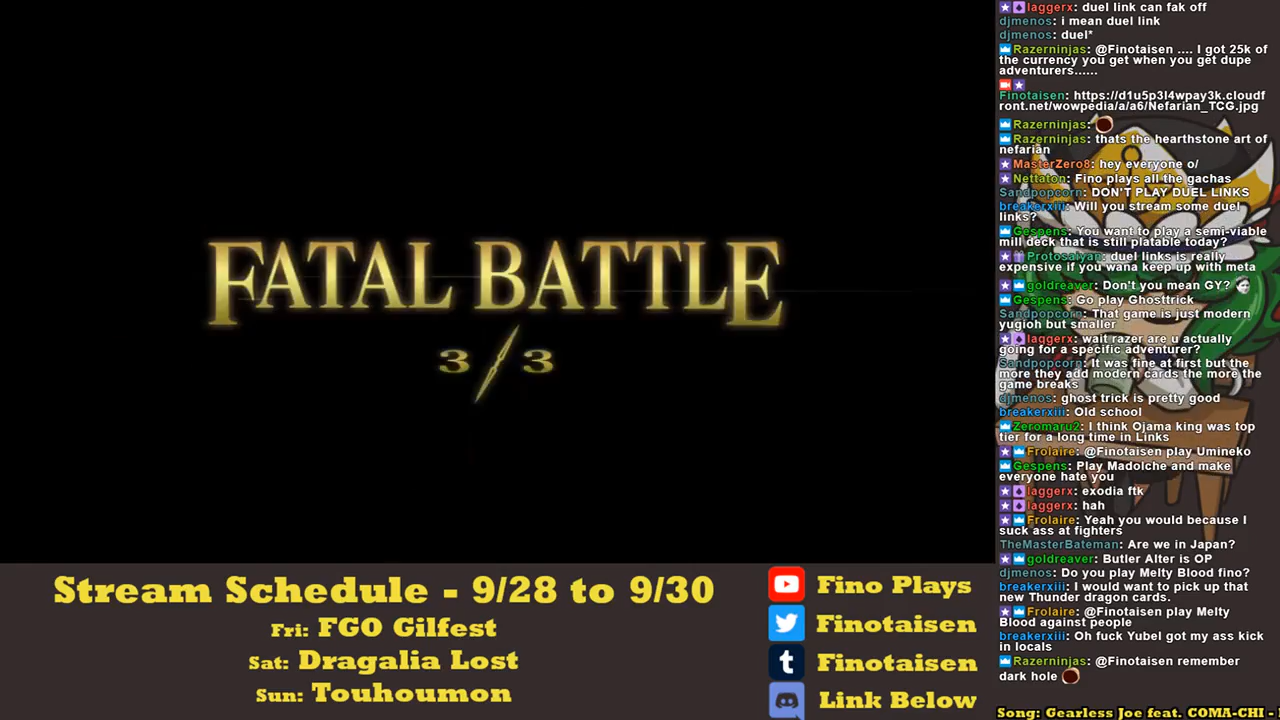 FATAL BATTLE
3/3
Stream Schedule - 9/28 to 9/30
Fri: FGO Gilfest
Sat: Dragalia Lost
Sun: Touhoumon
Fino Plays
Finotaisen
Finotaisen
Link Below
laggerx: duel link can fak off
djmenos: i mean duel link
djmenos: duel*
Razerninjas: @Finotaisen .... I got 25k of
the currency you get when you get dupe
adventurers......
Finotaisen: https://d1u5p3l4wpay3k.cloudf
ront.net/wowpedia/a/a6/Nefarian_TCG.jpg
Razerninjas:
Razerninjas: thats the hearthstone art of
nefarian
MasterZero8: hey everyone o/
Nettaton: Fino plays all the gachas
Sandpopcorn: DON'T PLAY DUEL LINKS
breakerxiii: Will you stream some duel
links?
Gespens: You want to play a semi-viable
mill deck that is still platable today?
Protosaiyan: duel links is really
expensive if you wana keep up with meta
goldreaver: Don't you mean GY?
Gespens: Go play Ghosttrick
Sandpopcorn: That game is just modern
yugioh but smaller
laggerx: wait razer are u actually
going for a specific adventurer?
Sandpopcorn: It was fine at first but the
more they add modern cards the more the
game breaks
djmenos: ghost trick is pretty good
breakerxiii: Old school
Zeromaru2: I think Ojama king was top
tier for a long time in Links
Frolaire: @Finotaisen play Umineko
Gespens: Play Madolche and make
everyone hate you
laggerx: exodia ftk
laggerx: hah
Frolaire: Yeah you would because I
suck ass at fighters
TheMasterBateman: Are we in Japan?
goldreaver: Butler Alter is OP
djmenos: Do you play Melty Blood fino?
breakerxiii: I would want to pick up that
new Thunder dragon cards.
Frolaire: @Finotaisen play Melty
Blood against people
breakerxiii: Oh fuck Yubel got my ass kick
in locals
Razerninjas: @Finotaisen remember
dark hole
Song: Gearless Joe feat. COMA-CHI -